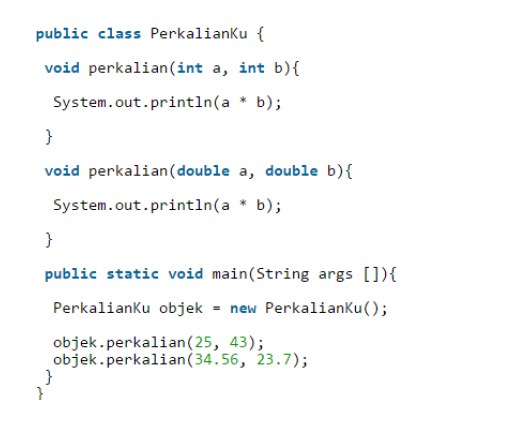 public class PerkalianKu {
void perkalian(int a, int b){
System.out.println(a * b);
}
void perkalian(double a, double b){
System.out.println(a * b);
}
public static void main(String args []){
PerkalianKu objek = new PerkalianKu();
objek.perkalian(25, 43);
objek.perkalian(34.56, 23.7);
}
}